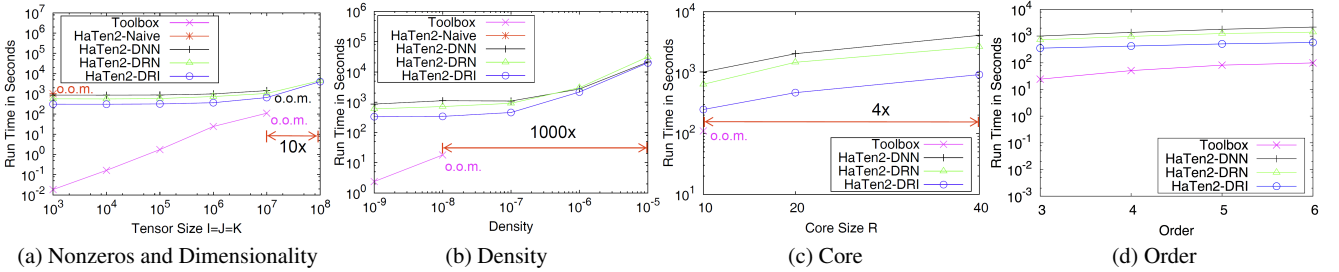 Run Time in Seconds
10^7
10^6
10^5
10^4
10^3
10^2
10^1
10^0
10^-1
10^-2
Toolbox
HaTen2-Naive
HaTen2-DNN
HaTen2-DRN
HaTen2-DRI
o.o.m.
o.o.m.
o.o.m.
10x
10^3
10^4
10^5
10^6
10^7
10^8
Tensor Size I=J=K
(a) Nonzeros and Dimensionality
Run Time in Seconds
10^6
10^5
10^4
10^3
10^2
10^1
10^0
Toolbox
HaTen2-Naive
HaTen2-DNN
HaTen2-DRN
HaTen2-DRI
1000x
o.o.m.
10^-9
10^-8
10^-7
10^-6
10^-5
Density
(b) Density
Run Time in Seconds
10^4
10^3
10^2
10^1
4x
o.o.m.
Toolbox
HaTen2-DNN
HaTen2-DRN
HaTen2-DRI
10
20
40
Core Size R
(c) Core
Run Time in Seconds
10^4
10^3
10^2
10^1
10^0
10^-1
10^-2
10^-3
Toolbox
HaTen2-DNN
HaTen2-DRN
HaTen2-DRI
3
4
5
6
Order
(d) Order